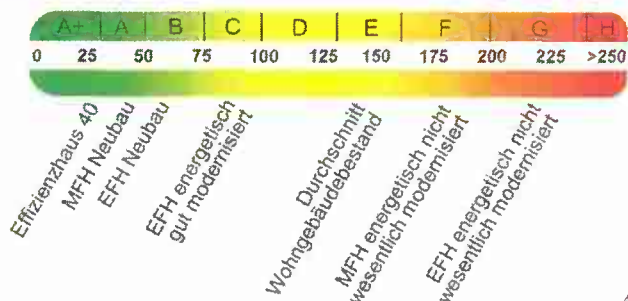 A+ A B C D E F G H
0 25 50 75 100 125 150 175 200 225 >250
Effizienzhaus 40
MFH Neubau
EFH Neubau
EFH energetisch
gut modernisiert
Durchschnitt
Wohngebäudebestand
MFH energetisch nicht
wesentlich modernisiert
EFH energetisch nicht
wesentlich modernisiert